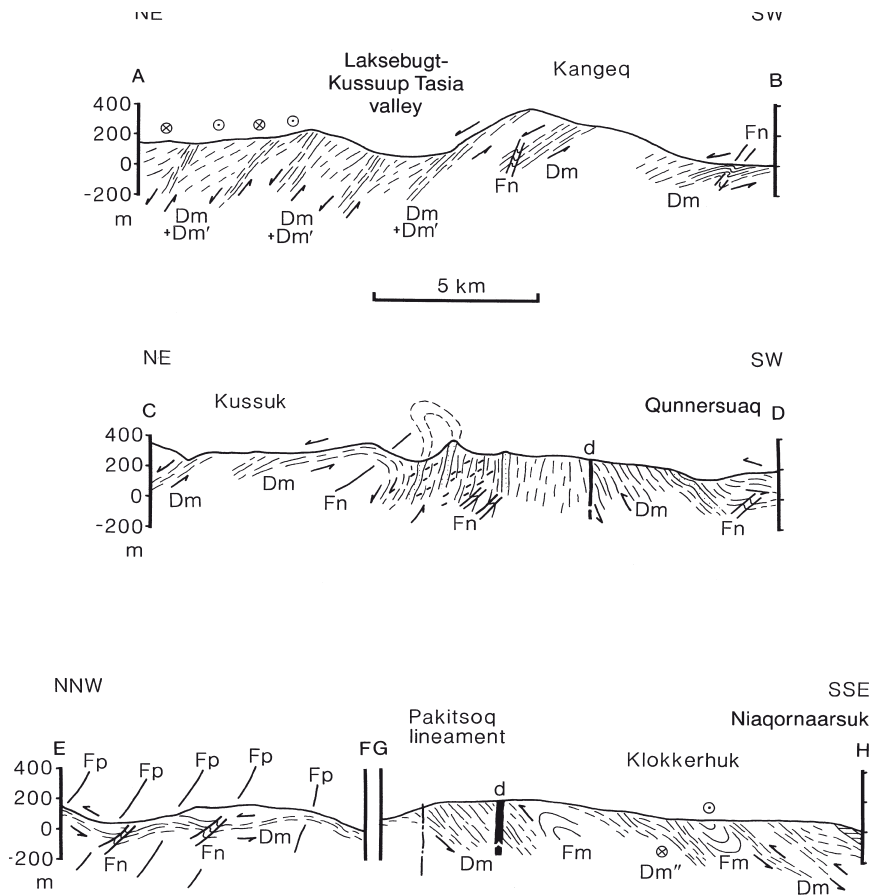 NE SW
A Laksebugt-
Kussuup Tasia
valley
Kangeq B
400
200
0
-200
m
Fn
Dm
+Dm′
Dm
+Dm′
Dm
+Dm′
Fn Dm
Dm
5 km
NE SW
C Kussuk Qunnersuaq D
400
200
0
-200
m
d
Dm Dm Fn Fn Dm Fn
NNW SSE
Pakitsoq
lineament
Niaqornaarsuk
E Fp Fp Fp Fp Fp F G Klokkerhuk H
400
200
0
-200
m
d
Fn Fn Dm Dm Fm Dm″ Fm Dm